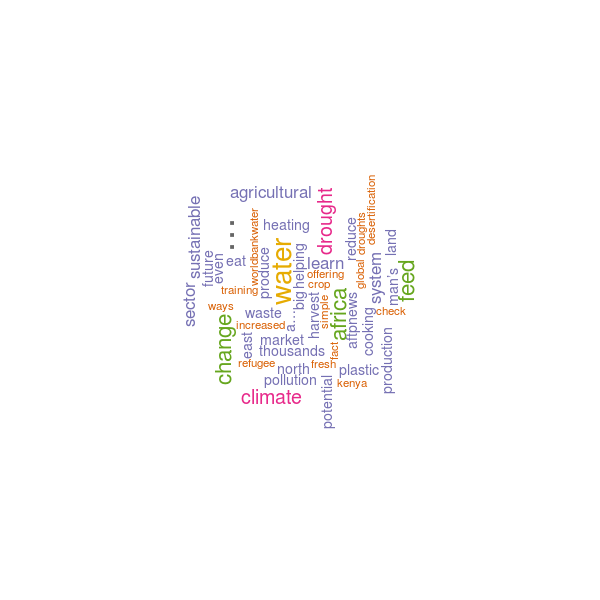 desertification
agricultural
drought
sustainable
worldbankwater
global droughts
heating
reduce
land
...
water
helping
produce
future
even
eat
learn
system
feed
offering
man's
training
crop
big
sector
ways
harvest
simple
africa
afpnews
cooking
check
waste
a…
increased
change
east
market
thousands
fact
production
refugee
north
fresh
plastic
pollution
kenya
potential
climate